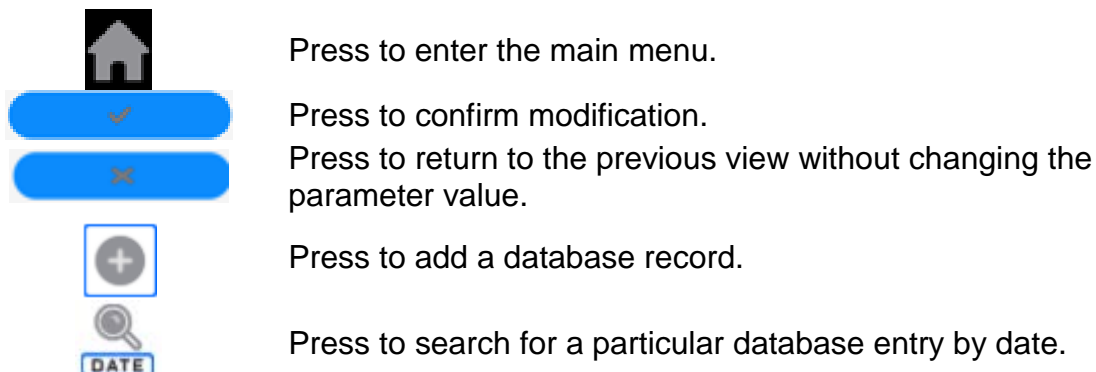 Press to enter the main menu.
Press to confirm modification.
Press to return to the previous view without changing the
parameter value.
Press to add a database record.
Press to search for a particular database entry by date.
DATE